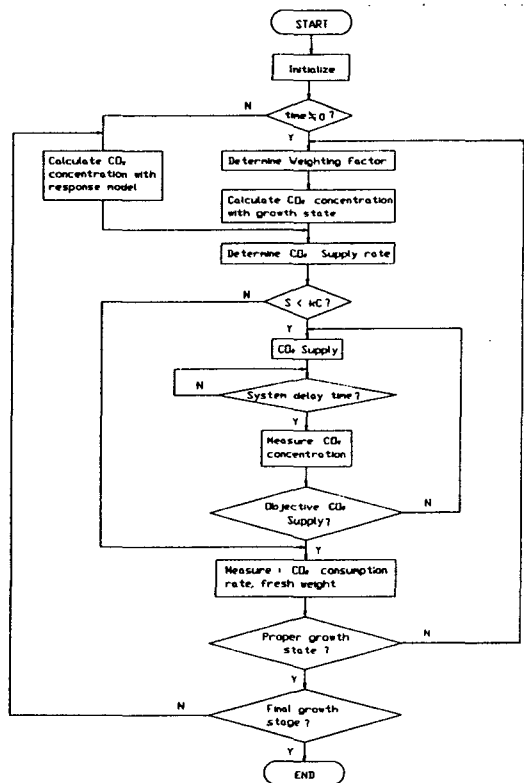 START
Initialize
N
time ≒ 0 ?
Y
Calculate CO₂
concentration with
response model
Determine Weighting factor
Calculate CO₂ concentration
with growth state
Determine CO₂ Supply rate
N
S < kC ?
Y
CO₂ Supply
N
System delay time?
Y
Measure CO₂
concentration
Objective CO₂
Supply?
N
Y
Measure : CO₂ consumption
rate, fresh weight
Proper growth
state ?
N
Y
N
Final growth
stage ?
Y
END